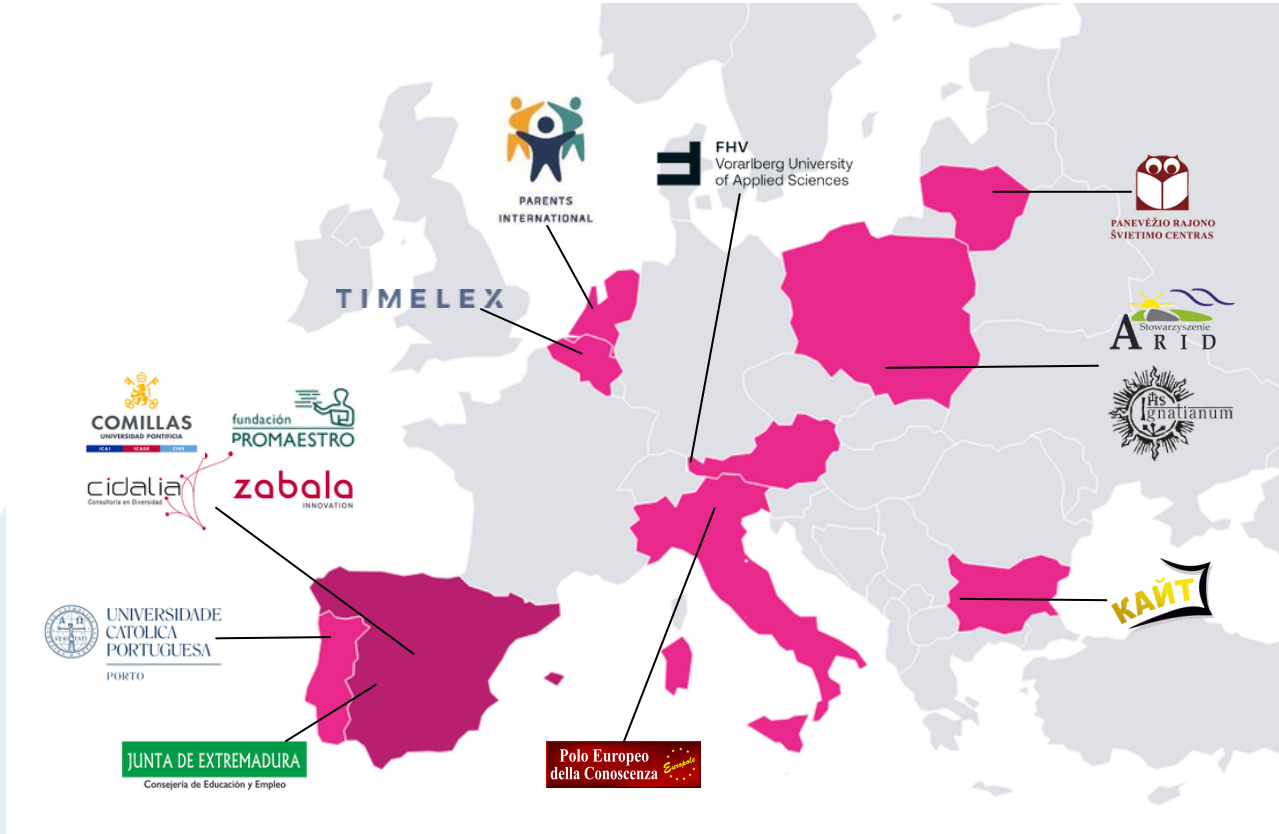 PARENTS
INTERNATIONAL
FHV
Vorarlberg University
of Applied Sciences
PANEVĖŽIO RAJONO
ŠVIETIMO CENTRAS
TIMELEX
Stowarzyszenie
ARID
IHS
Ignatianum
COMILLAS
UNIVERSIDAD PONTIFICIA
ICAI ICADE CIHS
fundación
PROMAESTRO
cidalia
Consultoría en Diversidad
zabala
INNOVATION
КАЙТ
UNIVERSIDADE
CATÓLICA
PORTUGUESA
PORTO
JUNTA DE EXTREMADURA
Consejería de Educación y Empleo
Polo Europeo
della Conoscenza
Europole